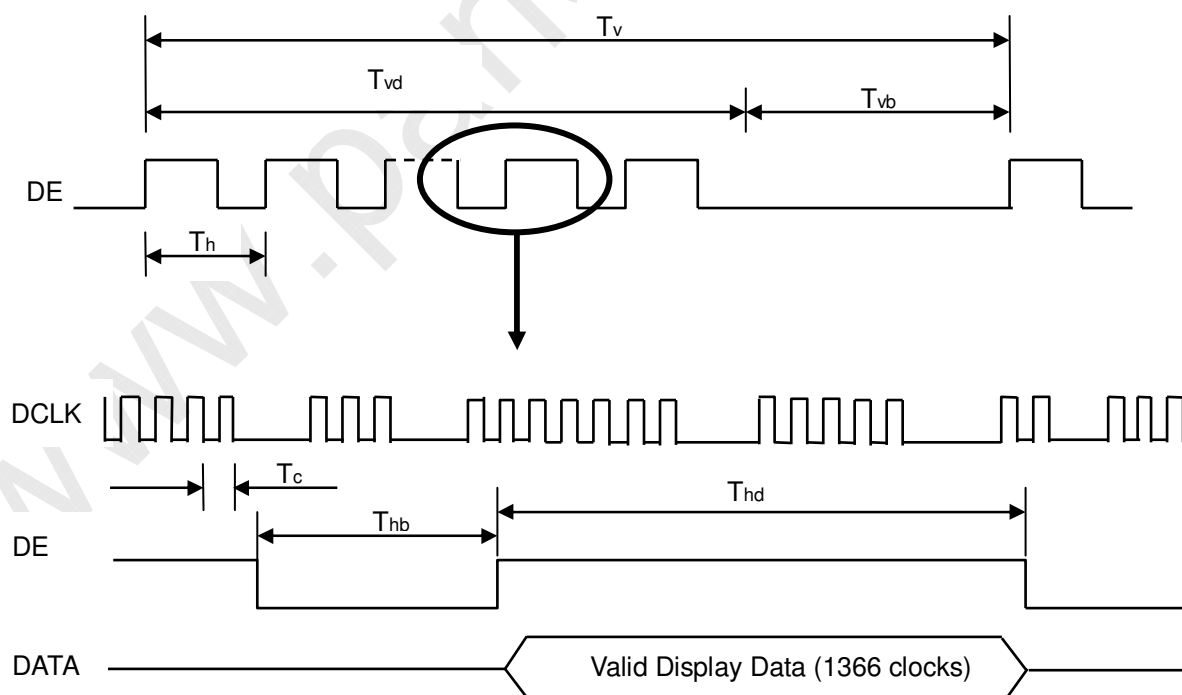 Tv
Tvd
Tvb
DE
Th
DCLK
Tc
Thd
Thb
DE
DATA
Valid Display Data (1366 clocks)